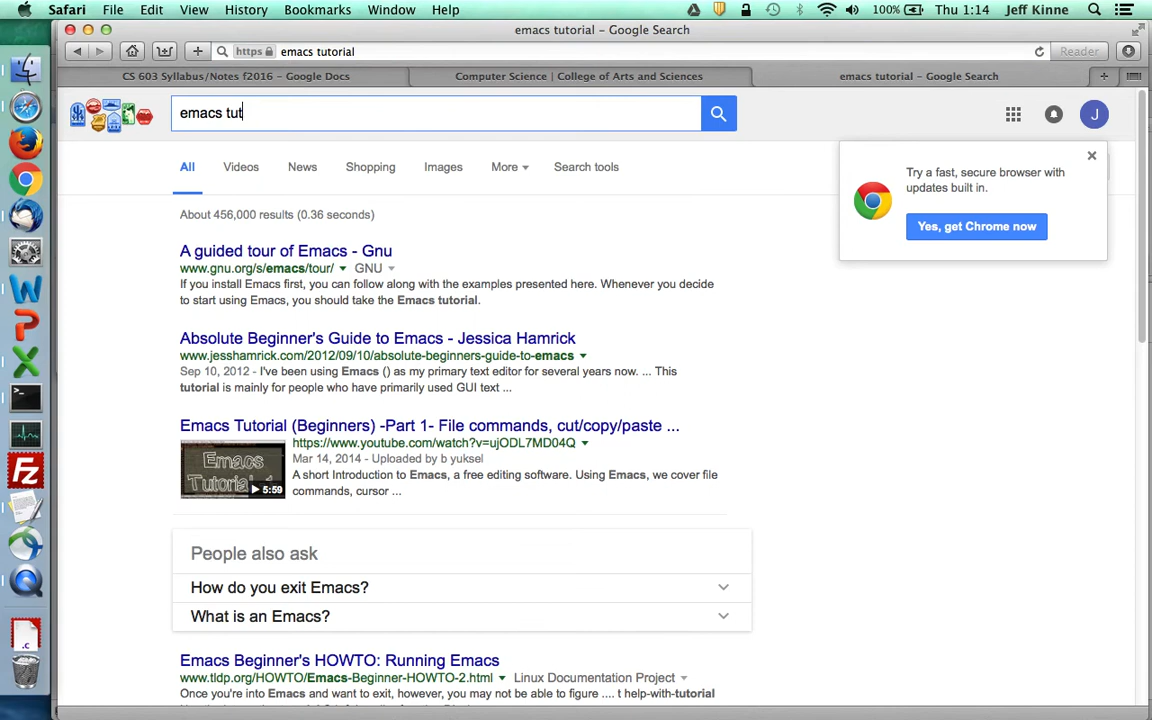 Safari File Edit View History Bookmarks Window Help 100% Thu 1:14 Jeff Kinne
emacs tutorial – Google Search
https emacs tutorial Reader
CS 603 Syllabus/Notes f2016 – Google Docs
Computer Science | College of Arts and Sciences
emacs tutorial – Google Search
emacs tut
J
All Videos News Shopping Images More Search tools
Try a fast, secure browser with
updates built in.
Yes, get Chrome now
About 456,000 results (0.36 seconds)
A guided tour of Emacs - Gnu
www.gnu.org/s/emacs/tour/ GNU
If you install Emacs first, you can follow along with the examples presented here. Whenever you decide
to start using Emacs, you should take the Emacs tutorial.
Absolute Beginner's Guide to Emacs - Jessica Hamrick
www.jesshamrick.com/2012/09/10/absolute-beginners-guide-to-emacs
Sep 10, 2012 - I've been using Emacs () as my primary text editor for several years now. ... This
tutorial is mainly for people who have primarily used GUI text ...
Emacs Tutorial (Beginners) -Part 1- File commands, cut/copy/paste ...
https://www.youtube.com/watch?v=ujODL7MD04Q
Mar 14, 2014 - Uploaded by b yuksel
A short Introduction to Emacs, a free editing software. Using Emacs, we cover file
commands, cursor ...
Emacs
Tutorial
5:59
People also ask
How do you exit Emacs?
What is an Emacs?
Emacs Beginner's HOWTO: Running Emacs
www.tldp.org/HOWTO/Emacs-Beginner-HOWTO-2.html Linux Documentation Project
Once you're into Emacs and want to exit, however, you may not be able to figure .... t help-with-tutorial
.C